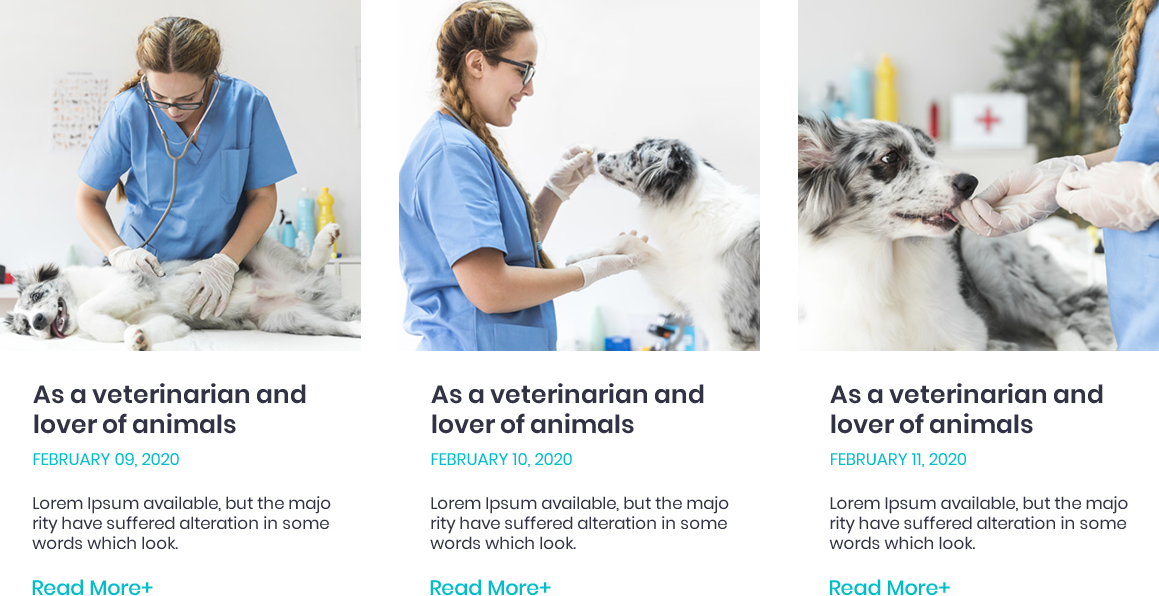 As a veterinarian and
lover of animals
FEBRUARY 09, 2020
Lorem Ipsum available, but the majo
rity have suffered alteration in some
words which look.
Read More+
As a veterinarian and
lover of animals
FEBRUARY 10, 2020
Lorem Ipsum available, but the majo
rity have suffered alteration in some
words which look.
Read More+
As a veterinarian and
lover of animals
FEBRUARY 11, 2020
Lorem Ipsum available, but the majo
rity have suffered alteration in some
words which look.
Read More+